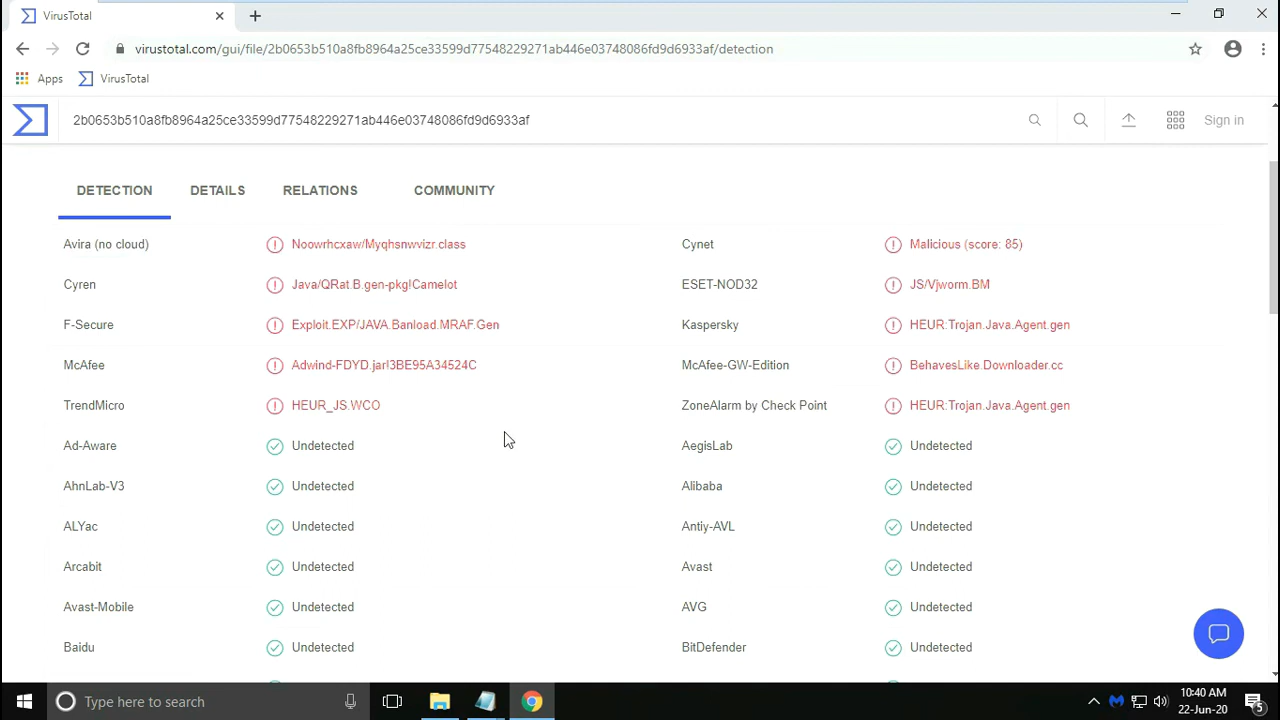 VirusTotal
virustotal.com/gui/file/2b0653b510a8fb8964a25ce33599d77548229271ab446e03748086fd9d6933af/detection
Apps VirusTotal
2b0653b510a8fb8964a25ce33599d77548229271ab446e03748086fd9d6933af Sign in
DETECTION DETAILS RELATIONS COMMUNITY
Avira (no cloud) Noowrhcxaw/Myqhsnwvizr.class Cynet Malicious (score: 85)
Cyren Java/QRat.B.gen-pkg!Camelot ESET-NOD32 JS/Vjworm.BM
F-Secure Exploit.EXP/JAVA.Banload.MRAF.Gen Kaspersky HEUR:Trojan.Java.Agent.gen
McAfee Adwind-FDYD.jar!3BE95A34524C McAfee-GW-Edition BehavesLike.Downloader.cc
TrendMicro HEUR_JS.WCO ZoneAlarm by Check Point HEUR:Trojan.Java.Agent.gen
Ad-Aware Undetected AegisLab Undetected
AhnLab-V3 Undetected Alibaba Undetected
ALYac Undetected Antiy-AVL Undetected
Arcabit Undetected Avast Undetected
Avast-Mobile Undetected AVG Undetected
Baidu Undetected BitDefender Undetected
Type here to search 10:40 AM
22-Jun-20 5